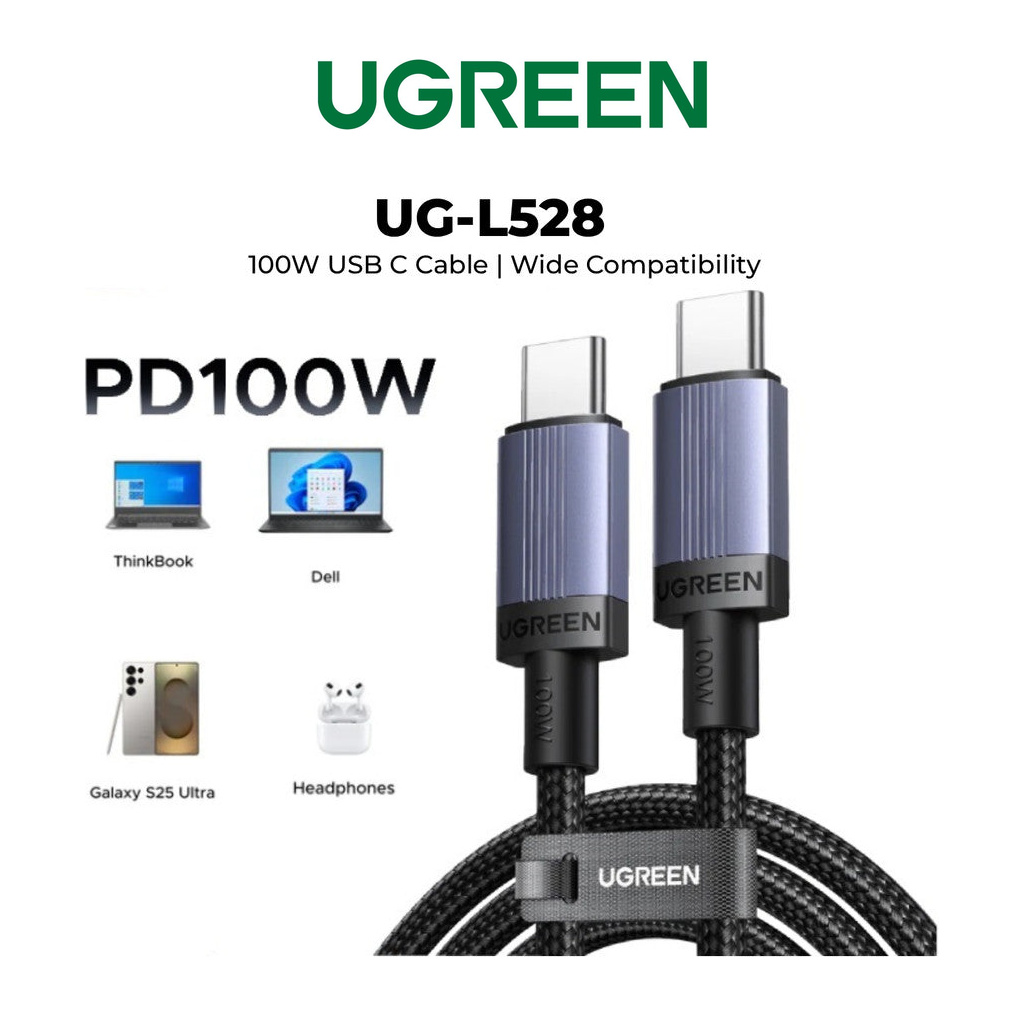 UGREEN
UG-L528
100W USB C Cable | Wide Compatibility
PD100W
ThinkBook
Dell
Galaxy S25 Ultra
Headphones
UGREEN
100W
UGREEN
100W
UGREEN